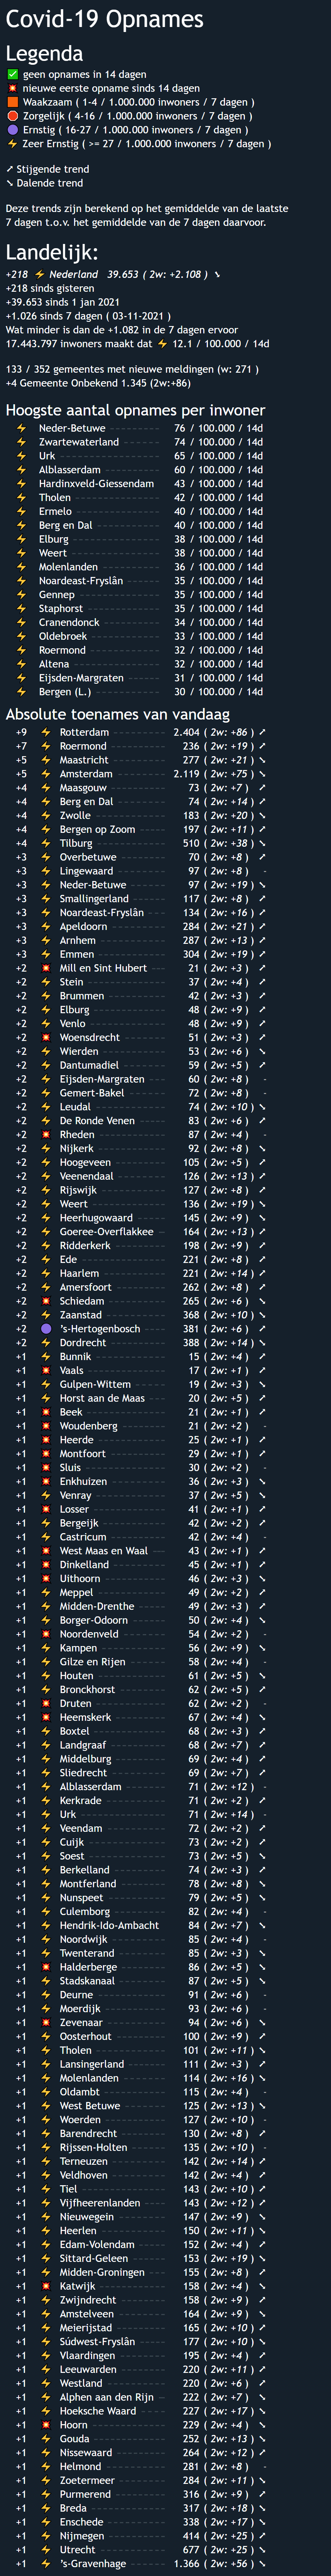 Covid-19 Opnames
Legenda
✅ geen opnames in 14 dagen
💥 nieuwe eerste opname sinds 14 dagen
🟧 Waakzaam ( 1-4 / 1.000.000 inwoners / 7 dagen )
🔴 Zorgelijk ( 4-16 / 1.000.000 inwoners / 7 dagen )
🟣 Ernstig ( 16-27 / 1.000.000 inwoners / 7 dagen )
⚡ Zeer Ernstig ( >= 27 / 1.000.000 inwoners / 7 dagen )
⤤ Stijgende trend
⤥ Dalende trend
Deze trends zijn berekend op het gemiddelde van de laatste
7 dagen t.o.v. het gemiddelde van de 7 dagen daarvoor.
Landelijk:
+218 ⚡ Nederland 39.653 ( 2w: +2.108 ) ⤥
+218 sinds gisteren
+39.653 sinds 1 jan 2021
+1.026 sinds 7 dagen ( 03-11-2021 )
Wat minder is dan de +1.082 in de 7 dagen ervoor
17.443.797 inwoners maakt dat ⚡ 12.1 / 100.000 / 14d
133 / 352 gemeentes met nieuwe meldingen (w: 271 )
+4 Gemeente Onbekend 1.345 (2w:+86)
Hoogste aantal opnames per inwoner
⚡ Neder-Betuwe 76 / 100.000 / 14d
⚡ Zwartewaterland 74 / 100.000 / 14d
⚡ Urk 65 / 100.000 / 14d
⚡ Alblasserdam 60 / 100.000 / 14d
⚡ Hardinxveld-Giessendam 43 / 100.000 / 14d
⚡ Tholen 42 / 100.000 / 14d
⚡ Ermelo 40 / 100.000 / 14d
⚡ Berg en Dal 40 / 100.000 / 14d
⚡ Elburg 38 / 100.000 / 14d
⚡ Weert 38 / 100.000 / 14d
⚡ Molenlanden 36 / 100.000 / 14d
⚡ Noardeast-Fryslân 35 / 100.000 / 14d
⚡ Gennep 35 / 100.000 / 14d
⚡ Staphorst 35 / 100.000 / 14d
⚡ Cranendonck 34 / 100.000 / 14d
⚡ Oldebroek 33 / 100.000 / 14d
⚡ Roermond 32 / 100.000 / 14d
⚡ Altena 32 / 100.000 / 14d
⚡ Eijsden-Margraten 31 / 100.000 / 14d
⚡ Bergen (L.) 30 / 100.000 / 14d
Absolute toenames van vandaag
+9 ⚡ Rotterdam 2.404 ( 2w: +86 ) ⤤
+7 ⚡ Roermond 236 ( 2w: +19 ) ⤤
+5 ⚡ Maastricht 277 ( 2w: +21 ) ⤥
+5 ⚡ Amsterdam 2.119 ( 2w: +75 ) ⤥
+4 ⚡ Maasgouw 73 ( 2w: +7 ) ⤤
+4 ⚡ Berg en Dal 74 ( 2w: +14 ) ⤤
+4 ⚡ Zwolle 183 ( 2w: +20 ) ⤥
+4 ⚡ Bergen op Zoom 197 ( 2w: +11 ) ⤤
+4 ⚡ Tilburg 510 ( 2w: +38 ) ⤥
+3 ⚡ Overbetuwe 70 ( 2w: +8 ) ⤤
+3 ⚡ Lingewaard 97 ( 2w: +8 ) -
+3 ⚡ Neder-Betuwe 97 ( 2w: +19 ) ⤥
+3 ⚡ Smallingerland 117 ( 2w: +8 ) ⤤
+3 ⚡ Noardeast-Fryslân 134 ( 2w: +16 ) ⤤
+3 ⚡ Apeldoorn 284 ( 2w: +21 ) ⤤
+3 ⚡ Arnhem 287 ( 2w: +13 ) ⤤
+3 ⚡ Emmen 304 ( 2w: +19 ) ⤤
+2 💥 Mill en Sint Hubert 21 ( 2w: +3 ) ⤤
+2 ⚡ Stein 37 ( 2w: +4 ) ⤤
+2 ⚡ Brummen 42 ( 2w: +3 ) ⤤
+2 ⚡ Elburg 48 ( 2w: +9 ) ⤤
+2 ⚡ Venlo 48 ( 2w: +9 ) ⤤
+2 💥 Woensdrecht 51 ( 2w: +3 ) ⤤
+2 ⚡ Wierden 53 ( 2w: +6 ) ⤥
+2 ⚡ Dantumadiel 59 ( 2w: +5 ) ⤤
+2 ⚡ Eijsden-Margraten 60 ( 2w: +8 ) -
+2 ⚡ Gemert-Bakel 72 ( 2w: +8 ) -
+2 ⚡ Leudal 74 ( 2w: +10 ) ⤥
+2 ⚡ De Ronde Venen 83 ( 2w: +6 ) ⤤
+2 💥 Rheden 87 ( 2w: +4 ) -
+2 ⚡ Nijkerk 92 ( 2w: +8 ) ⤥
+2 ⚡ Hoogeveen 105 ( 2w: +5 ) ⤤
+2 ⚡ Veenendaal 126 ( 2w: +13 ) ⤤
+2 ⚡ Rijswijk 127 ( 2w: +8 ) ⤤
+2 ⚡ Weert 136 ( 2w: +19 ) ⤥
+2 ⚡ Heerhugowaard 145 ( 2w: +9 ) ⤥
+2 ⚡ Goeree-Overflakkee 164 ( 2w: +13 ) ⤤
+2 ⚡ Ridderkerk 198 ( 2w: +9 ) ⤤
+2 ⚡ Ede 221 ( 2w: +8 ) ⤤
+2 ⚡ Haarlem 221 ( 2w: +14 ) ⤤
+2 ⚡ Amersfoort 262 ( 2w: +8 ) ⤤
+2 💥 Schiedam 265 ( 2w: +6 ) ⤥
+2 ⚡ Zaanstad 368 ( 2w: +10 ) ⤥
+2 🟣 's-Hertogenbosch 381 ( 2w: +6 ) ⤤
+2 ⚡ Dordrecht 388 ( 2w: +14 ) ⤥
+1 ⚡ Bunnik 15 ( 2w: +4 ) ⤤
+1 💥 Vaals 17 ( 2w: +1 ) ⤤
+1 ⚡ Gulpen-Wittem 19 ( 2w: +3 ) ⤥
+1 ⚡ Horst aan de Maas 20 ( 2w: +5 ) ⤤
+1 💥 Beek 21 ( 2w: +1 ) ⤤
+1 💥 Woudenberg 21 ( 2w: +2 ) -
+1 💥 Heerde 25 ( 2w: +1 ) ⤤
+1 💥 Montfoort 29 ( 2w: +1 ) ⤤
+1 💥 Sluis 30 ( 2w: +2 ) -
+1 💥 Enkhuizen 36 ( 2w: +3 ) ⤥
+1 ⚡ Venray 37 ( 2w: +5 ) ⤥
+1 💥 Losser 41 ( 2w: +1 ) ⤤
+1 ⚡ Bergeijk 42 ( 2w: +2 ) ⤤
+1 ⚡ Castricum 42 ( 2w: +4 ) -
+1 💥 West Maas en Waal 43 ( 2w: +1 ) ⤤
+1 💥 Dinkelland 45 ( 2w: +1 ) ⤤
+1 💥 Uithoorn 46 ( 2w: +3 ) ⤥
+1 ⚡ Meppel 49 ( 2w: +2 ) ⤤
+1 ⚡ Midden-Drenthe 49 ( 2w: +3 ) ⤤
+1 ⚡ Borger-Odoorn 50 ( 2w: +4 ) ⤥
+1 💥 Noordenveld 54 ( 2w: +2 ) -
+1 ⚡ Kampen 56 ( 2w: +9 ) ⤥
+1 ⚡ Gilze en Rijen 58 ( 2w: +4 ) -
+1 ⚡ Houten 61 ( 2w: +5 ) ⤥
+1 ⚡ Bronckhorst 62 ( 2w: +5 ) ⤤
+1 💥 Druten 62 ( 2w: +2 ) -
+1 💥 Heemskerk 67 ( 2w: +4 ) ⤥
+1 ⚡ Boxtel 68 ( 2w: +3 ) ⤤
+1 ⚡ Landgraaf 68 ( 2w: +7 ) ⤤
+1 ⚡ Middelburg 69 ( 2w: +4 ) ⤤
+1 ⚡ Sliedrecht 69 ( 2w: +7 ) ⤤
+1 ⚡ Alblasserdam 71 ( 2w: +12 ) -
+1 ⚡ Kerkrade 71 ( 2w: +2 ) ⤤
+1 ⚡ Urk 71 ( 2w: +14 ) -
+1 ⚡ Veendam 72 ( 2w: +2 ) ⤤
+1 ⚡ Cuijk 73 ( 2w: +2 ) ⤤
+1 ⚡ Soest 73 ( 2w: +5 ) ⤥
+1 ⚡ Berkelland 74 ( 2w: +3 ) ⤤
+1 ⚡ Montferland 78 ( 2w: +8 ) ⤥
+1 ⚡ Nunspeet 79 ( 2w: +5 ) ⤥
+1 ⚡ Culemborg 82 ( 2w: +4 ) -
+1 ⚡ Hendrik-Ido-Ambacht 84 ( 2w: +7 ) ⤥
+1 ⚡ Noordwijk 85 ( 2w: +4 ) -
+1 ⚡ Twenterand 85 ( 2w: +3 ) ⤥
+1 💥 Halderberge 86 ( 2w: +5 ) ⤥
+1 ⚡ Stadskanaal 87 ( 2w: +5 ) ⤥
+1 ⚡ Deurne 91 ( 2w: +6 ) -
+1 ⚡ Moerdijk 93 ( 2w: +6 ) -
+1 💥 Zevenaar 94 ( 2w: +6 ) ⤥
+1 ⚡ Oosterhout 100 ( 2w: +9 ) ⤤
+1 ⚡ Tholen 101 ( 2w: +11 ) ⤥
+1 ⚡ Lansingerland 111 ( 2w: +3 ) ⤤
+1 ⚡ Molenlanden 114 ( 2w: +16 ) ⤥
+1 ⚡ Oldambt 115 ( 2w: +4 ) -
+1 ⚡ West Betuwe 125 ( 2w: +13 ) ⤥
+1 ⚡ Woerden 127 ( 2w: +10 ) -
+1 ⚡ Barendrecht 130 ( 2w: +8 ) ⤤
+1 ⚡ Rijssen-Holten 135 ( 2w: +10 ) -
+1 ⚡ Terneuzen 142 ( 2w: +14 ) ⤤
+1 ⚡ Veldhoven 142 ( 2w: +4 ) ⤤
+1 ⚡ Tiel 143 ( 2w: +10 ) ⤤
+1 ⚡ Vijfheerenlanden 143 ( 2w: +12 ) ⤤
+1 ⚡ Nieuwegein 147 ( 2w: +9 ) ⤥
+1 ⚡ Heerlen 150 ( 2w: +11 ) ⤥
+1 ⚡ Edam-Volendam 152 ( 2w: +4 ) ⤤
+1 ⚡ Sittard-Geleen 153 ( 2w: +19 ) ⤥
+1 ⚡ Midden-Groningen 155 ( 2w: +8 ) ⤤
+1 💥 Katwijk 158 ( 2w: +4 ) ⤥
+1 ⚡ Zwijndrecht 158 ( 2w: +9 ) ⤤
+1 ⚡ Amstelveen 164 ( 2w: +9 ) ⤥
+1 ⚡ Meierijstad 165 ( 2w: +10 ) ⤤
+1 ⚡ Súdwest-Fryslân 177 ( 2w: +10 ) ⤥
+1 ⚡ Vlaardingen 195 ( 2w: +4 ) ⤤
+1 ⚡ Leeuwarden 220 ( 2w: +11 ) ⤤
+1 ⚡ Westland 220 ( 2w: +6 ) ⤤
+1 ⚡ Alphen aan den Rijn 222 ( 2w: +7 ) ⤥
+1 ⚡ Hoeksche Waard 227 ( 2w: +17 ) ⤥
+1 💥 Hoorn 229 ( 2w: +4 ) ⤥
+1 ⚡ Gouda 252 ( 2w: +13 ) ⤥
+1 ⚡ Nissewaard 264 ( 2w: +12 ) ⤤
+1 ⚡ Helmond 281 ( 2w: +8 ) -
+1 ⚡ Zoetermeer 284 ( 2w: +11 ) ⤥
+1 ⚡ Purmerend 316 ( 2w: +9 ) ⤤
+1 ⚡ Breda 317 ( 2w: +18 ) ⤥
+1 ⚡ Enschede 338 ( 2w: +17 ) ⤥
+1 ⚡ Nijmegen 414 ( 2w: +25 ) ⤤
+1 ⚡ Utrecht 677 ( 2w: +25 ) ⤥
+1 ⚡ 's-Gravenhage 1.366 ( 2w: +56 ) ⤤